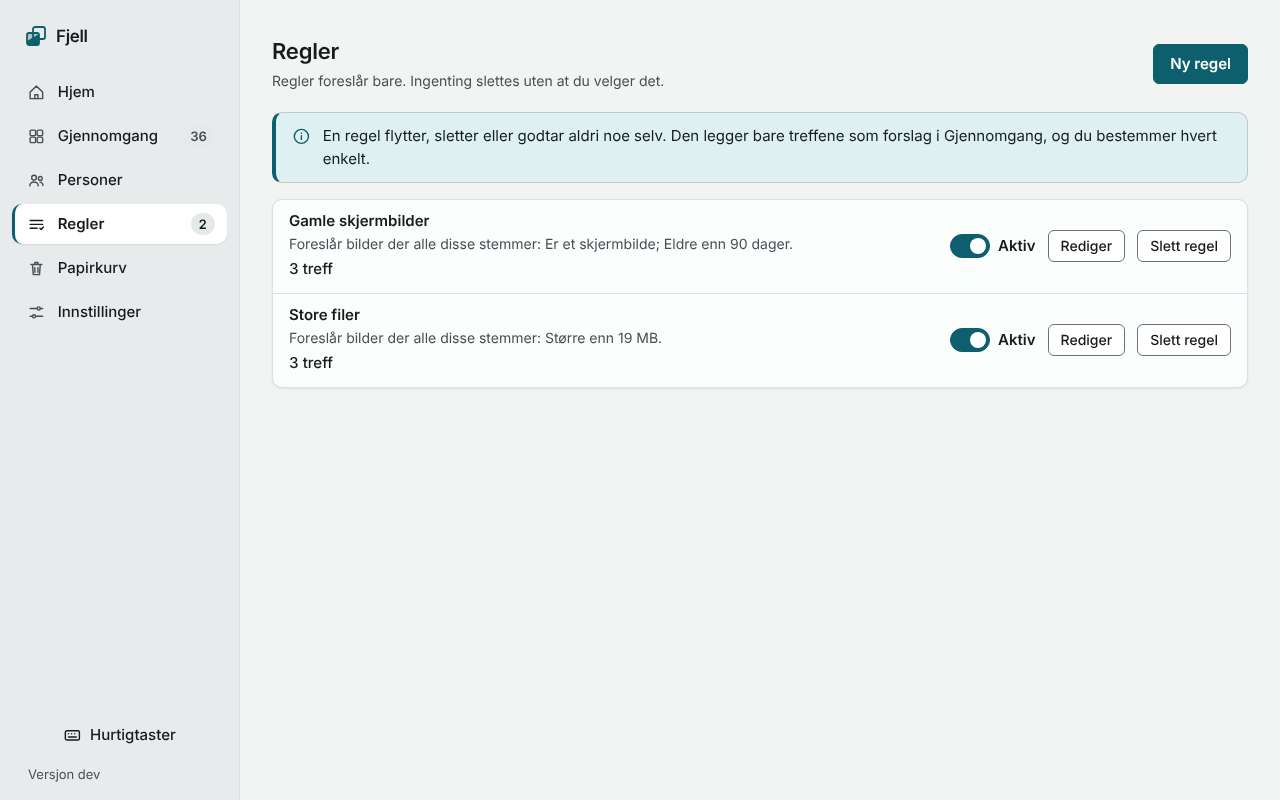 Fjell
Hjem
Gjennomgang 36
Personer
Regler 2
Papirkurv
Innstillinger
Hurtigtaster
Versjon dev
Regler
Regler foreslår bare. Ingenting slettes uten at du velger det.
Ny regel
En regel flytter, sletter eller godtar aldri noe selv. Den legger bare treffene som forslag i Gjennomgang, og du bestemmer hvert
enkelt.
Gamle skjermbilder
Foreslår bilder der alle disse stemmer: Er et skjermbilde; Eldre enn 90 dager.
3 treff
Aktiv Rediger Slett regel
Store filer
Foreslår bilder der alle disse stemmer: Større enn 19 MB.
3 treff
Aktiv Rediger Slett regel